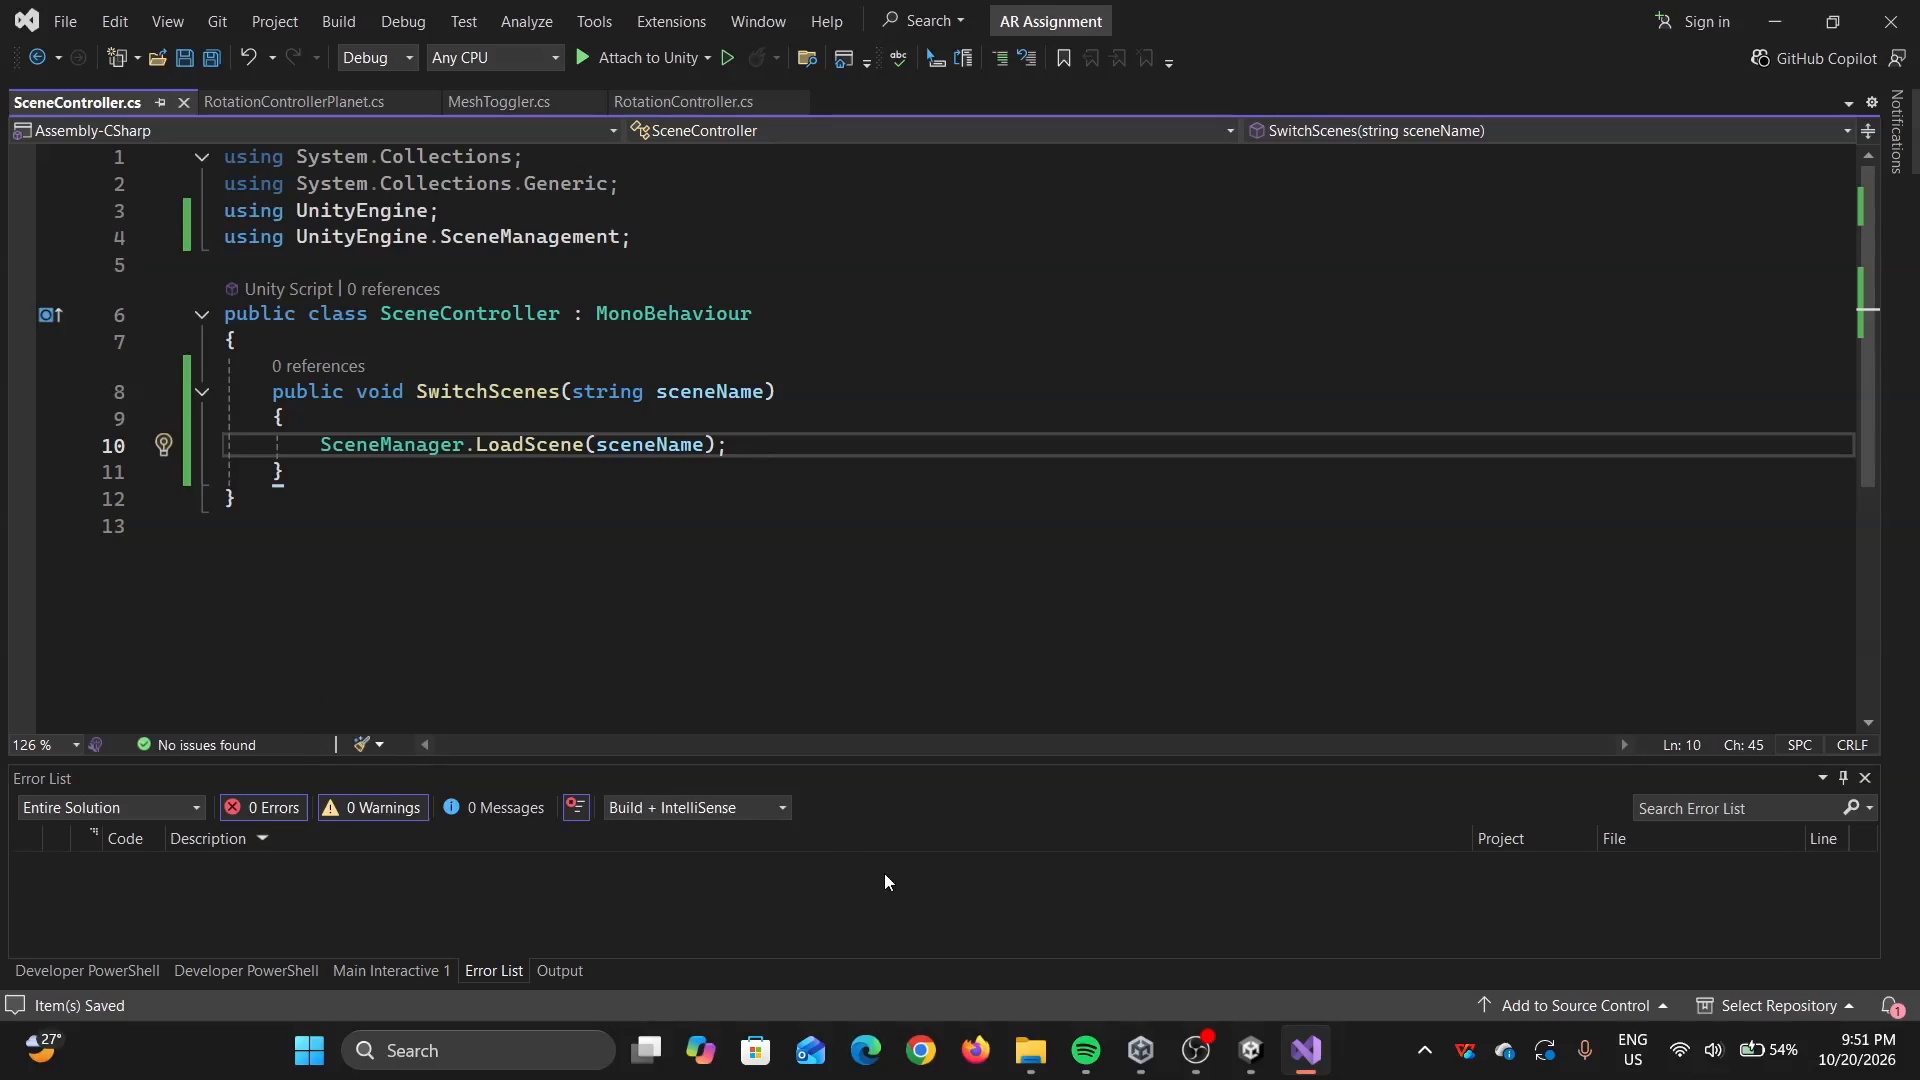 File Edit View Git Project Build Debug Test Analyze Tools Extensions Window Help Search AR Assignment Sign in
Debug Any CPU Attach to Unity GitHub Copilot
SceneController.cs RotationControllerPlanet.cs MeshToggler.cs RotationController.cs
Notifications
Assembly-CSharp SceneController SwitchScenes(string sceneName)
1 using System.Collections;
2 using System.Collections.Generic;
3 using UnityEngine;
4 using UnityEngine.SceneManagement;
5
Unity Script | 0 references
6 public class SceneController : MonoBehaviour
7 {
0 references
8 public void SwitchScenes(string sceneName)
9 {
10 SceneManager.LoadScene(sceneName);
11 }
12 }
13
126 % No issues found Ln: 10 Ch: 45 SPC CRLF
Error List
Entire Solution 0 Errors 0 Warnings 0 Messages Build + IntelliSense Search Error List
Code Description Project File Line
Developer PowerShell Developer PowerShell Main Interactive 1 Error List Output
Item(s) Saved Add to Source Control Select Repository 1
27° Search ENG US 54% 9:51 PM
10/20/2026